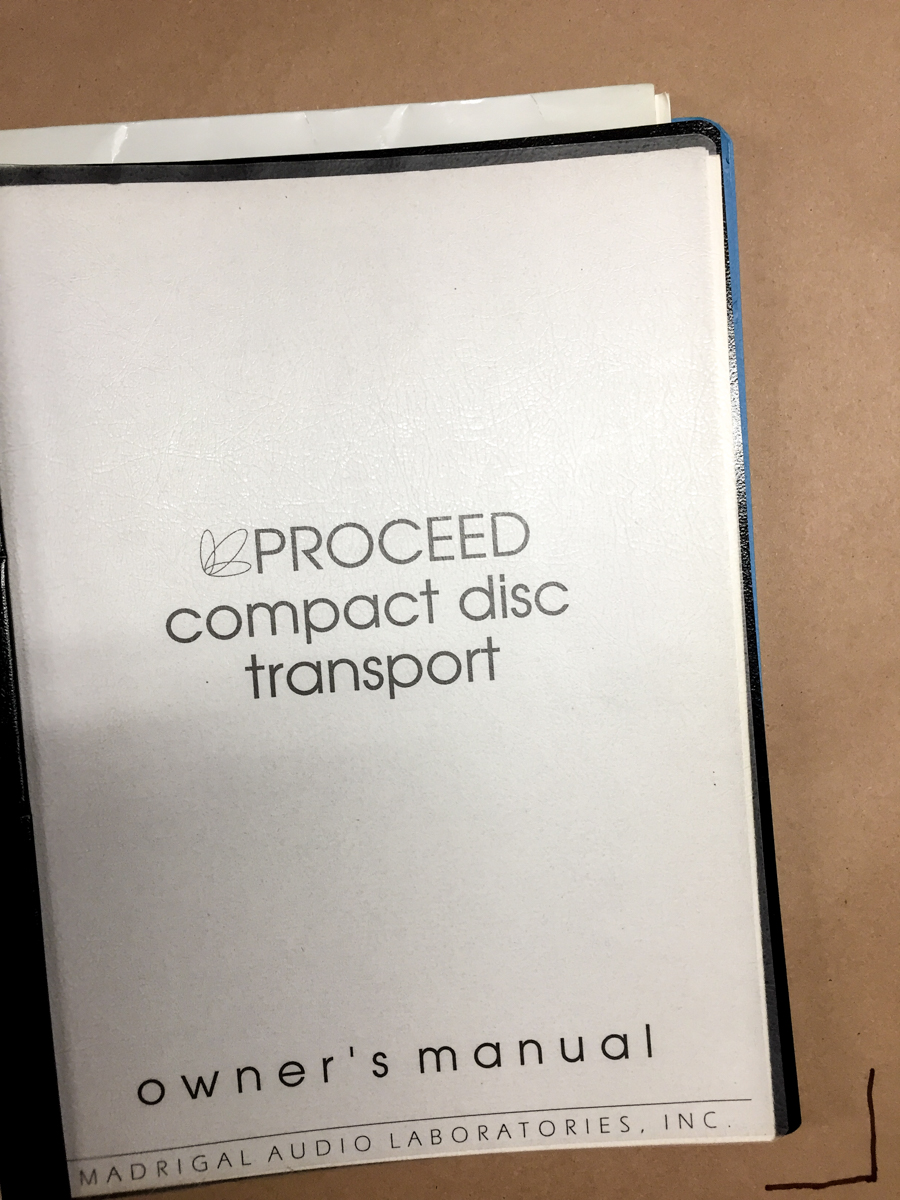 PROCEED
compact disc
transport
owner's manual
MADRIGAL AUDIO LABORATORIES, INC.